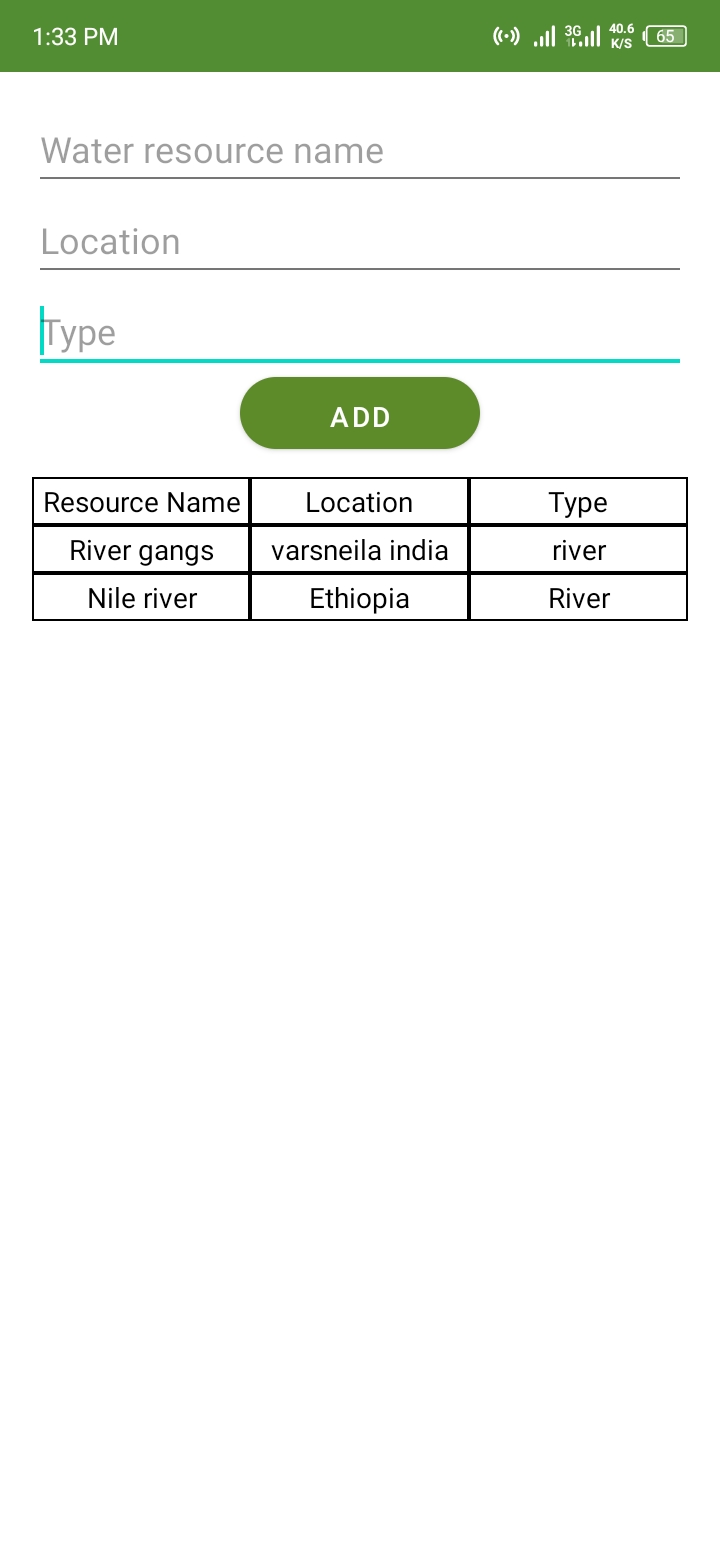 1:33 PM 3G 40.6 K/S 65
Water resource name
Location
Type
ADD
Resource Name Location Type
River gangs varsneila india river
Nile river Ethiopia River